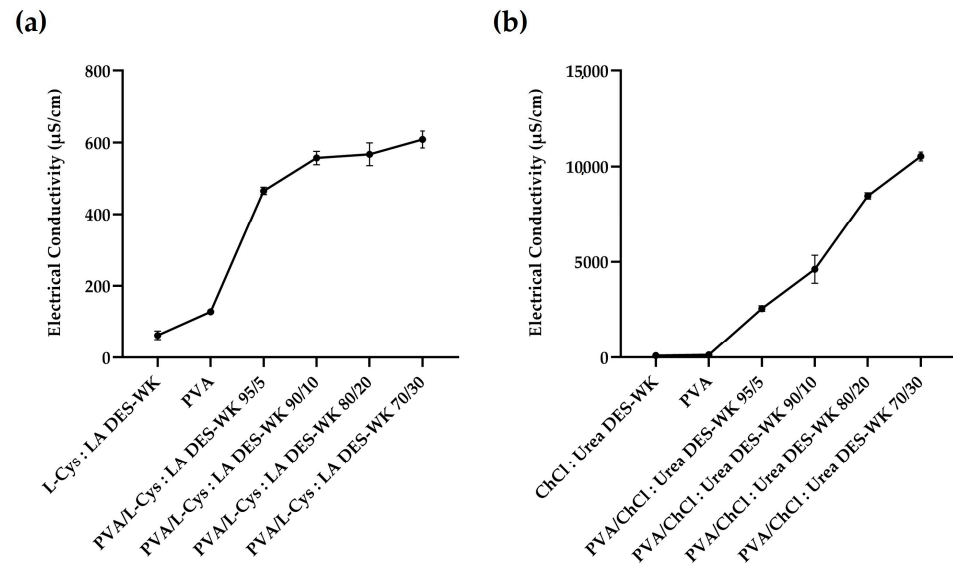 (a)
Electrical Conductivity (µS/cm)
800
600
400
200
0
L-Cys : LA DES-WK
PVA
PVA/L-Cys : LA DES-WK 95/5
PVA/L-Cys : LA DES-WK 90/10
PVA/L-Cys : LA DES-WK 80/20
PVA/L-Cys : LA DES-WK 70/30
(b)
Electrical Conductivity (µS/cm)
15,000
10,000
5000
0
ChCl : Urea DES-WK
PVA
PVA/ChCl : Urea DES-WK 95/5
PVA/ChCl : Urea DES-WK 90/10
PVA/ChCl : Urea DES-WK 80/20
PVA/ChCl : Urea DES-WK 70/30